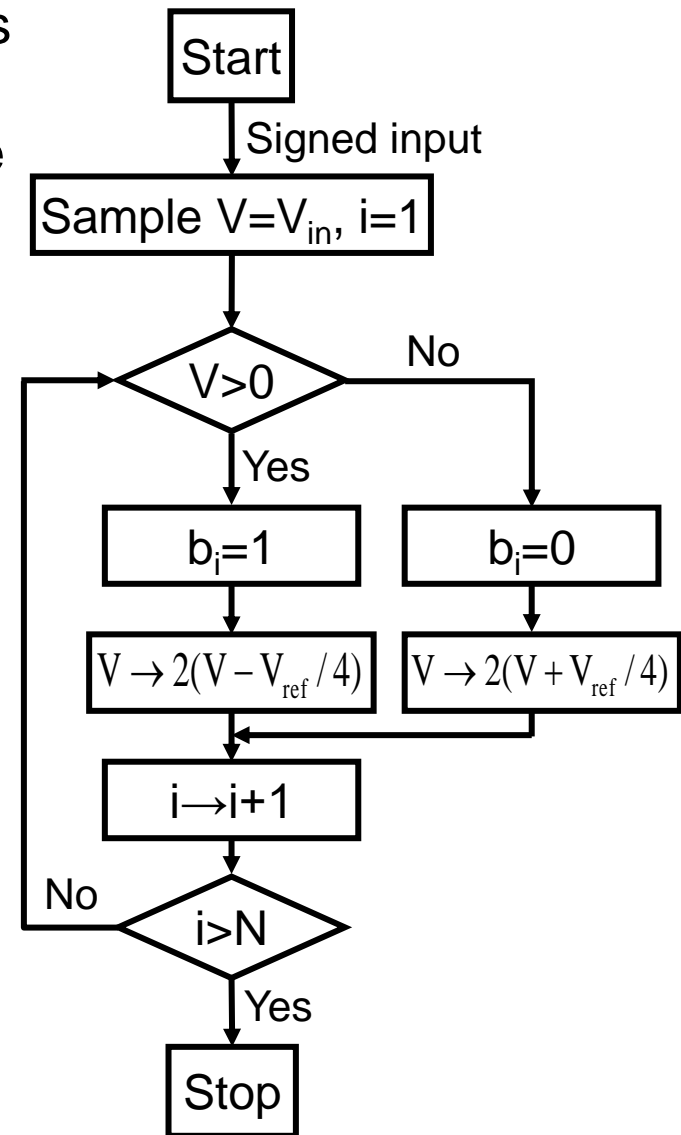 s
Start
e
Signed input
Sample V=V_in, i=1
V>0
No
Yes
b_i=1
b_i=0
V → 2(V − V_ref / 4)
V → 2(V + V_ref / 4)
i→i+1
No
i>N
Yes
Stop